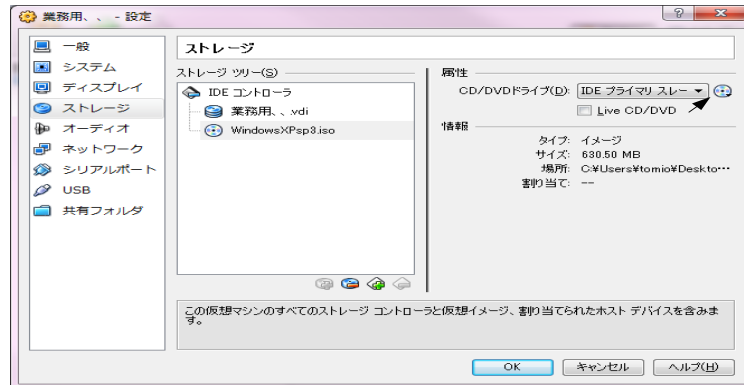 業務用、、 - 設定
?
一般
システム
ディスプレイ
ストレージ
オーディオ
ネットワーク
シリアルポート
USB
共有フォルダ
ストレージ
ストレージ ツリー(S)
IDE コントローラ
業務用、、.vdi
WindowsXPsp3.iso
属性
CD/DVDドライブ(D): IDE プライマリ スレー
Live CD/DVD
情報
タイプ: イメージ
サイズ: 630.50 MB
場所: C:¥Users¥tomio¥Deskto…
割り当て: --
この仮想マシンのすべてのストレージ コントローラと仮想イメージ、割り当てられたホスト デバイスを含みま
す。
OK キャンセル ヘルプ(H)